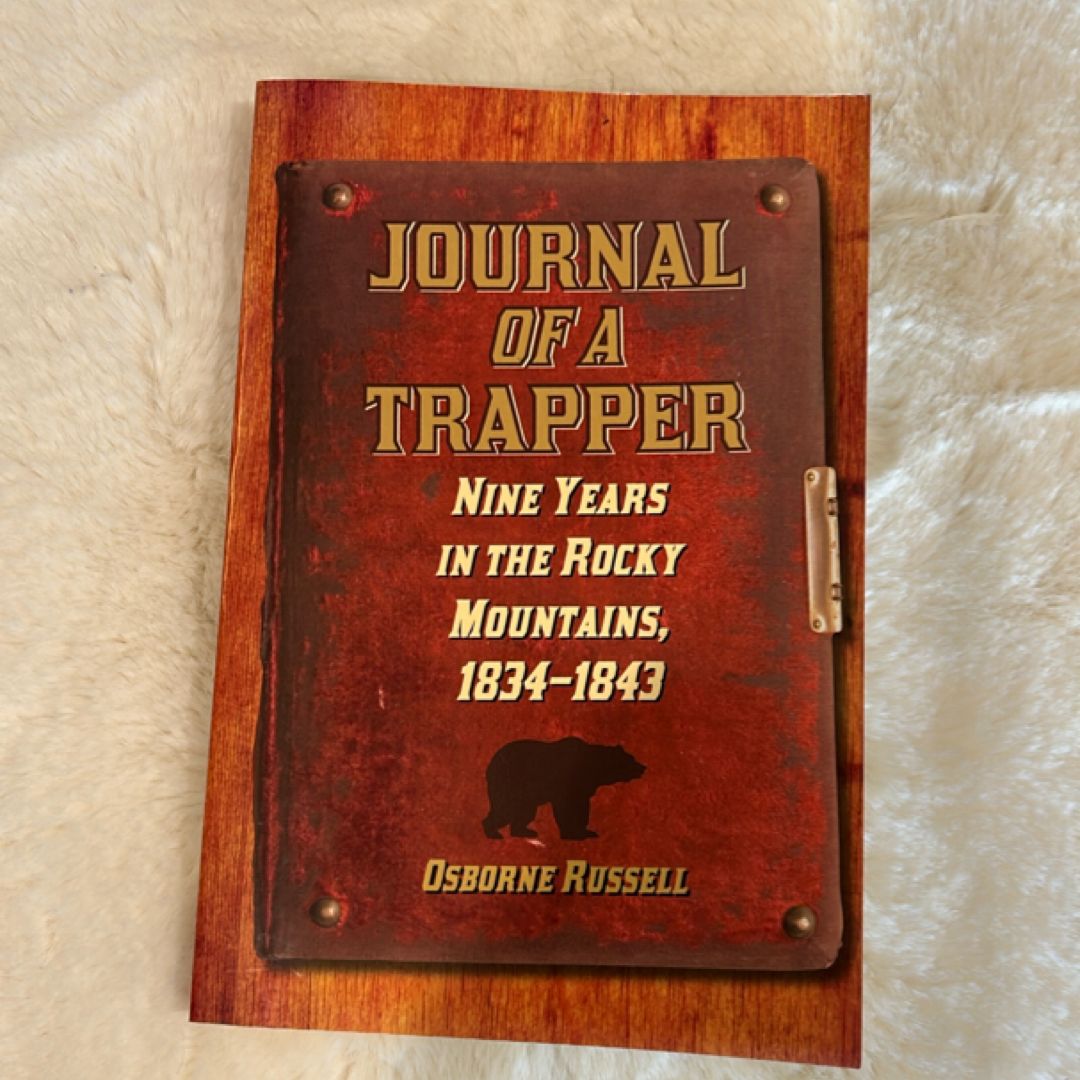 JOURNAL
OF A
TRAPPER
NINE YEARS
IN THE ROCKY
MOUNTAINS,
1834–1843
OSBORNE RUSSELL